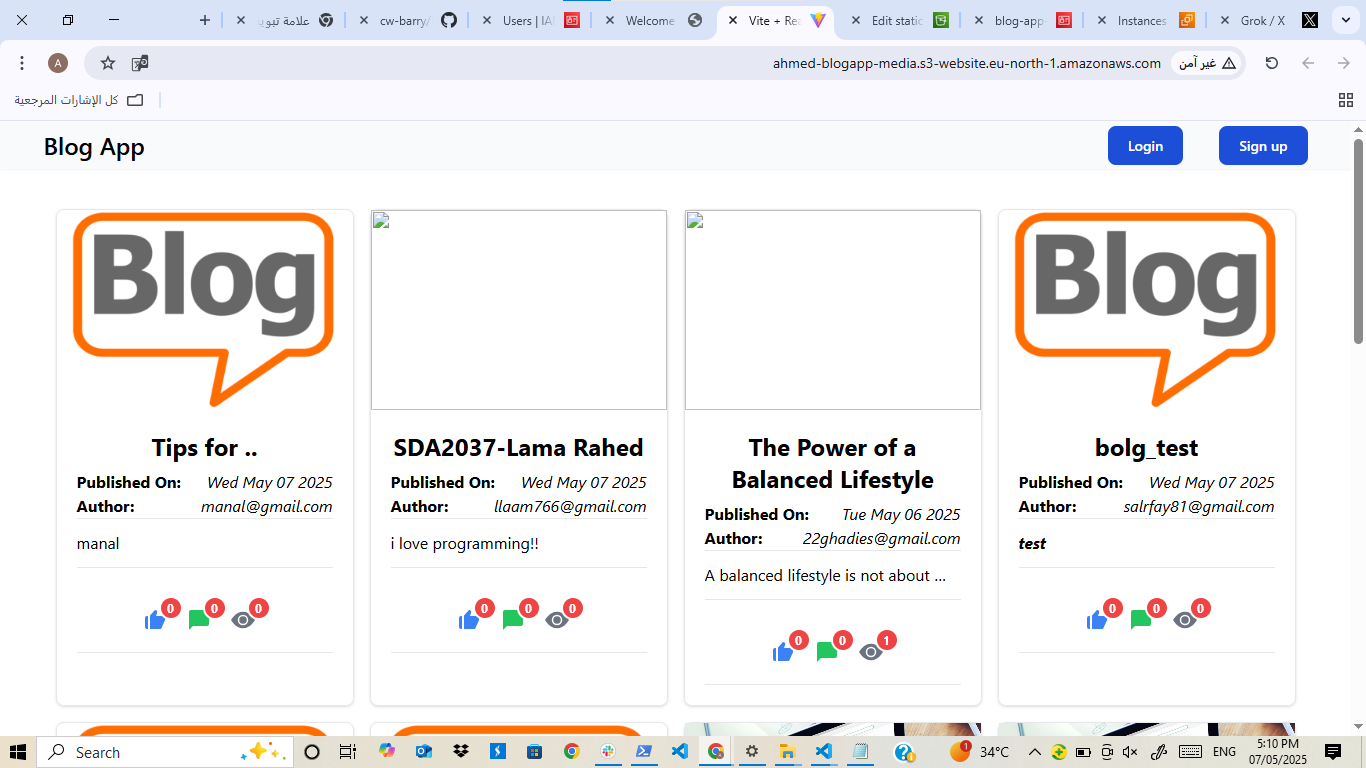 علامة تبويد
cw-barry/
Users | IA
Welcome
Vite + Rea
Edit static
blog-app-
Instances
Grok / X
A
ahmed-blogapp-media.s3-website.eu-north-1.amazonaws.com
غير آمن
كل الإشارات المرجعية
Blog App
Login
Sign up
Blog
Blog
Tips for ..
Published On: Wed May 07 2025
Author: manal@gmail.com
manal
0 0 0
SDA2037-Lama Rahed
Published On: Wed May 07 2025
Author: llaam766@gmail.com
i love programming!!
0 0 0
The Power of a
Balanced Lifestyle
Published On: Tue May 06 2025
Author: 22ghadies@gmail.com
A balanced lifestyle is not about ...
0 0 1
bolg_test
Published On: Wed May 07 2025
Author: salrfay81@gmail.com
test
0 0 0
Search
1
34°C
ENG
5:10 PM
07/05/2025